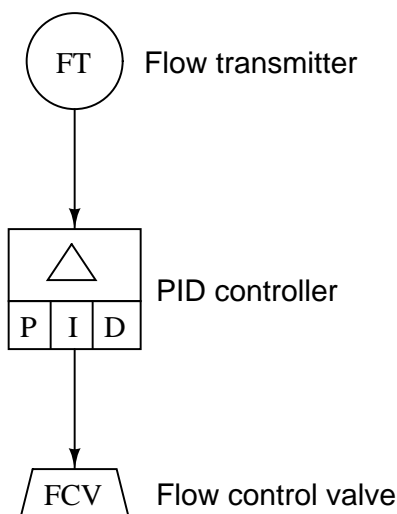 FT Flow transmitter
PID controller
P I D
FCV Flow control valve